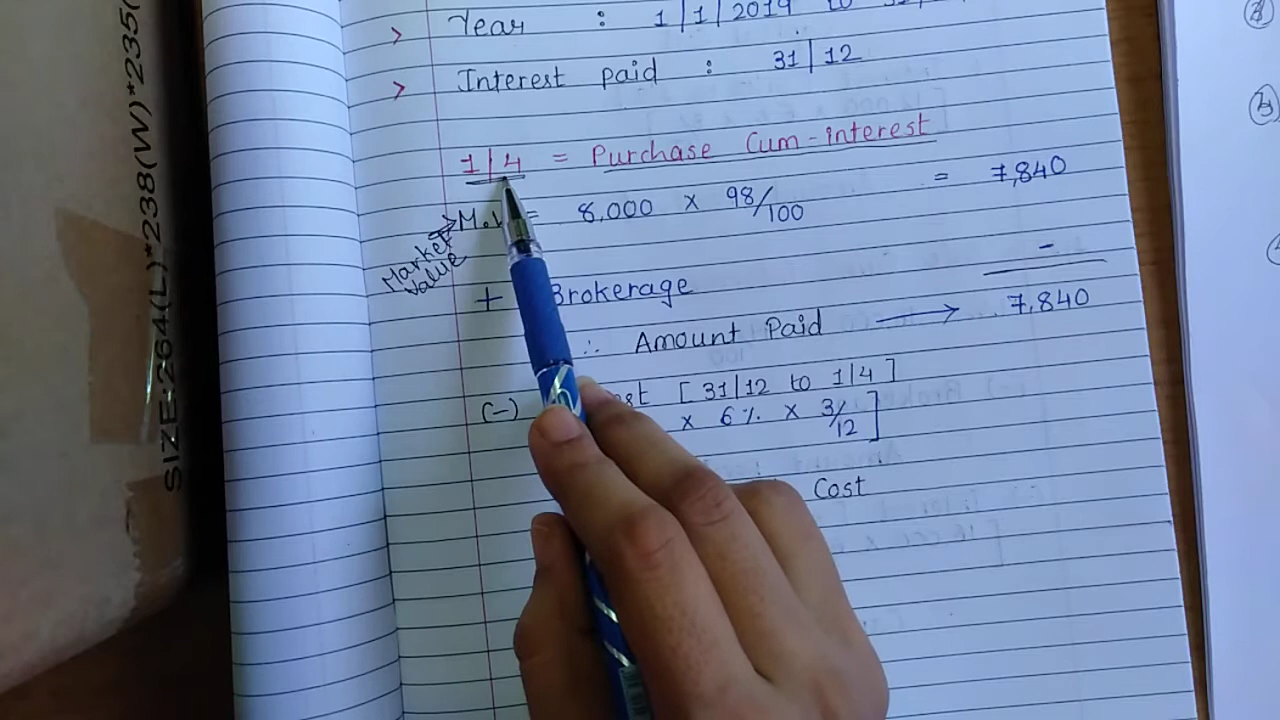 SIZE:264(L)*238(W)*235(
> Year : 1/1/2019 to
> Interest paid : 31/12
1/4 = Purchase Cum-interest
M.V = 8,000 x 98/100 = 7,840
Market Value
+ Brokerage -
∴ Amount Paid → 7,840
(-) [31/12 to 1/4]
x 6% x 3/12]
Cost